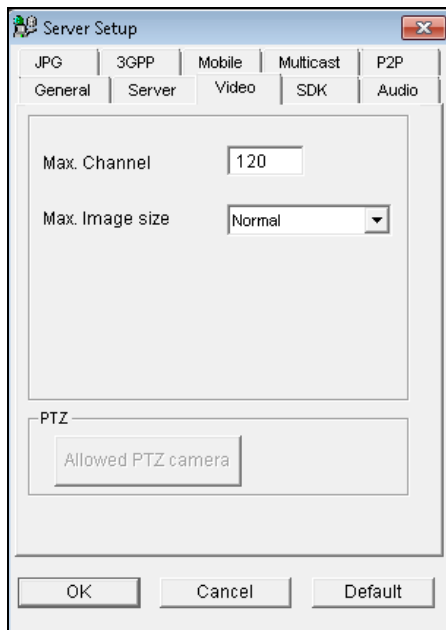 Server Setup
JPG 3GPP Mobile Multicast P2P
General Server Video SDK Audio
Max. Channel 120
Max. Image size Normal
PTZ
Allowed PTZ camera
OK Cancel Default